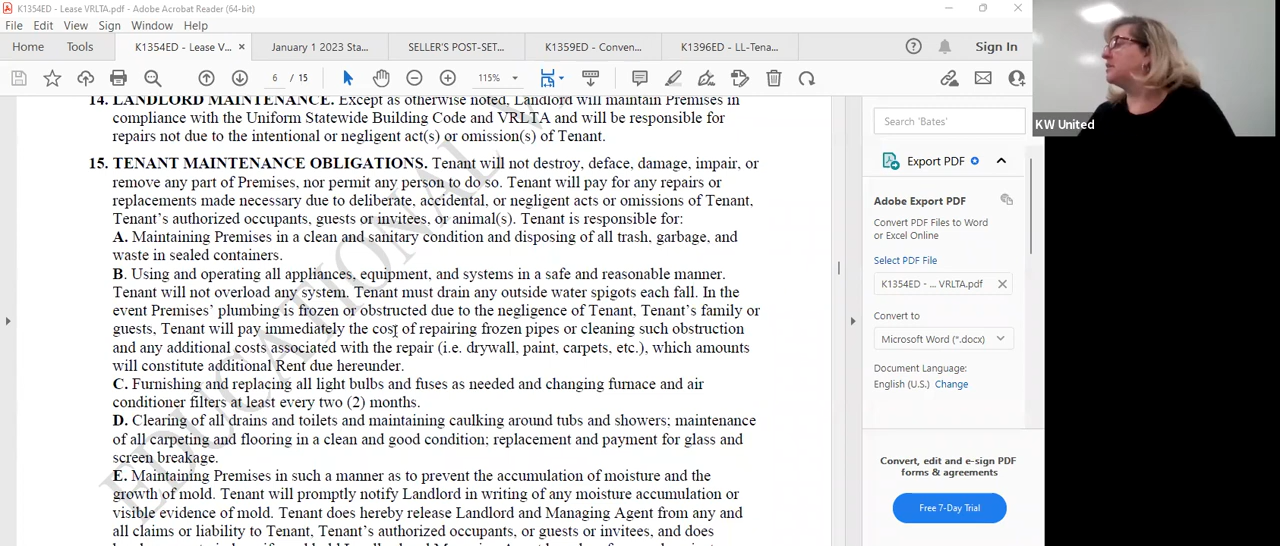 K1354ED - Lease VRLTA.pdf - Adobe Acrobat Reader (64-bit)
File Edit View Sign Window Help
Home Tools K1354ED - Lease V... × January 1 2023 Sta... SELLER'S POST-SET... K1359ED - Conven... K1396ED - LL-Tena... Sign In
6 / 15 115%
14. LANDLORD MAINTENANCE. Except as otherwise noted, Landlord will maintain Premises in
compliance with the Uniform Statewide Building Code and VRLTA and will be responsible for
repairs not due to the intentional or negligent act(s) or omission(s) of Tenant.
15. TENANT MAINTENANCE OBLIGATIONS. Tenant will not destroy, deface, damage, impair, or
remove any part of Premises, nor permit any person to do so. Tenant will pay for any repairs or
replacements made necessary due to deliberate, accidental, or negligent acts or omissions of Tenant,
Tenant's authorized occupants, guests or invitees, or animal(s). Tenant is responsible for:
A. Maintaining Premises in a clean and sanitary condition and disposing of all trash, garbage, and
waste in sealed containers.
B. Using and operating all appliances, equipment, and systems in a safe and reasonable manner.
Tenant will not overload any system. Tenant must drain any outside water spigots each fall. In the
event Premises' plumbing is frozen or obstructed due to the negligence of Tenant, Tenant's family or
guests, Tenant will pay immediately the cost of repairing frozen pipes or cleaning such obstruction
and any additional costs associated with the repair (i.e. drywall, paint, carpets, etc.), which amounts
will constitute additional Rent due hereunder.
C. Furnishing and replacing all light bulbs and fuses as needed and changing furnace and air
conditioner filters at least every two (2) months.
D. Clearing of all drains and toilets and maintaining caulking around tubs and showers; maintenance
of all carpeting and flooring in a clean and good condition; replacement and payment for glass and
screen breakage.
E. Maintaining Premises in such a manner as to prevent the accumulation of moisture and the
growth of mold. Tenant will promptly notify Landlord in writing of any moisture accumulation or
visible evidence of mold. Tenant does hereby release Landlord and Managing Agent from any and
all claims or liability to Tenant, Tenant's authorized occupants, or guests or invitees, and does
EDUCATIONAL
Search 'Bates'
Export PDF
Adobe Export PDF
Convert PDF Files to Word
or Excel Online
Select PDF File
K1354ED - ... VRLTA.pdf ×
Convert to
Microsoft Word (*.docx)
Document Language:
English (U.S.) Change
Convert, edit and e-sign PDF
forms & agreements
Free 7-Day Trial
KW United